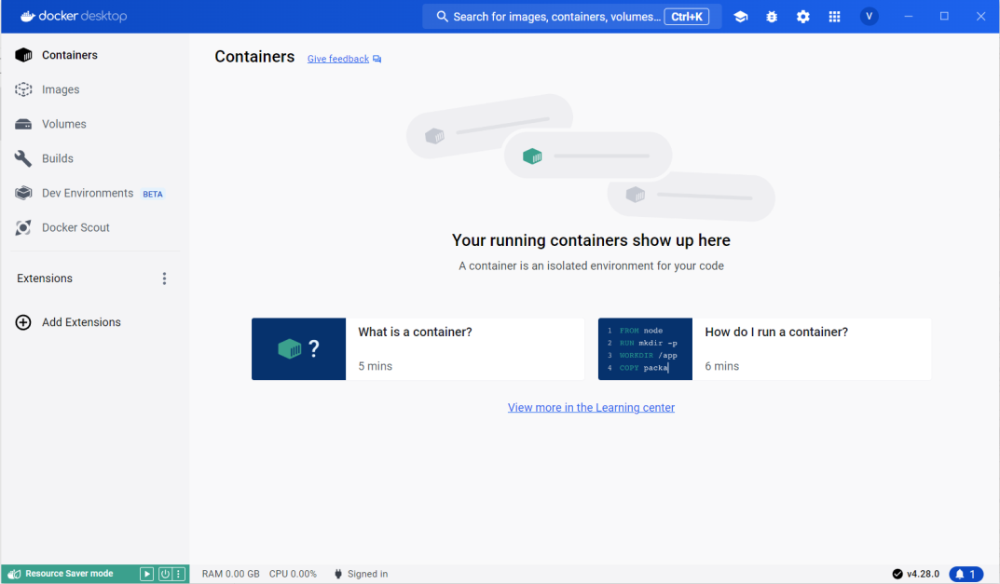 docker desktop
Search for images, containers, volumes... Ctrl+K
V
Containers
Images
Volumes
Builds
Dev Environments BETA
Docker Scout
Extensions
Add Extensions
Containers Give feedback
Your running containers show up here
A container is an isolated environment for your code
?
What is a container?
5 mins
1 FROM node
2 RUN mkdir -p
3 WORKDIR /app
4 COPY packa
How do I run a container?
6 mins
View more in the Learning center
Resource Saver mode
RAM 0.00 GB CPU 0.00% Signed in
v4.28.0
1